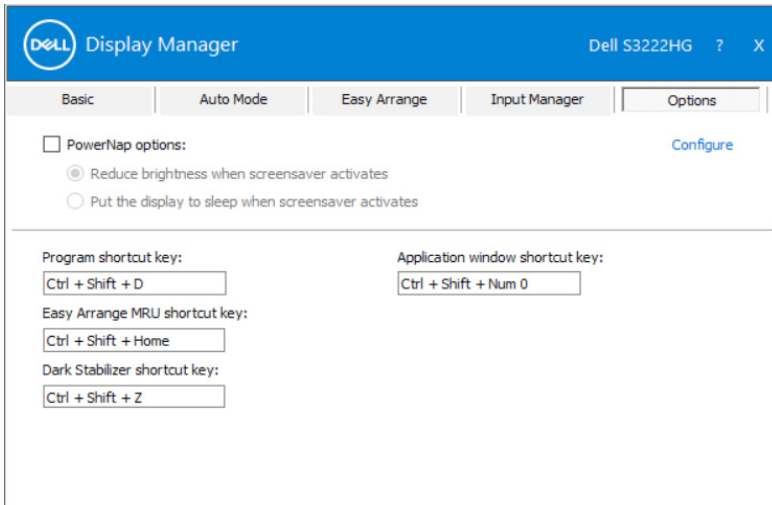 DELL Display Manager Dell S3222HG ? X
Basic Auto Mode Easy Arrange Input Manager Options
PowerNap options: Configure
Reduce brightness when screensaver activates
Put the display to sleep when screensaver activates
Program shortcut key: Application window shortcut key:
Ctrl + Shift + D Ctrl + Shift + Num 0
Easy Arrange MRU shortcut key:
Ctrl + Shift + Home
Dark Stabilizer shortcut key:
Ctrl + Shift + Z